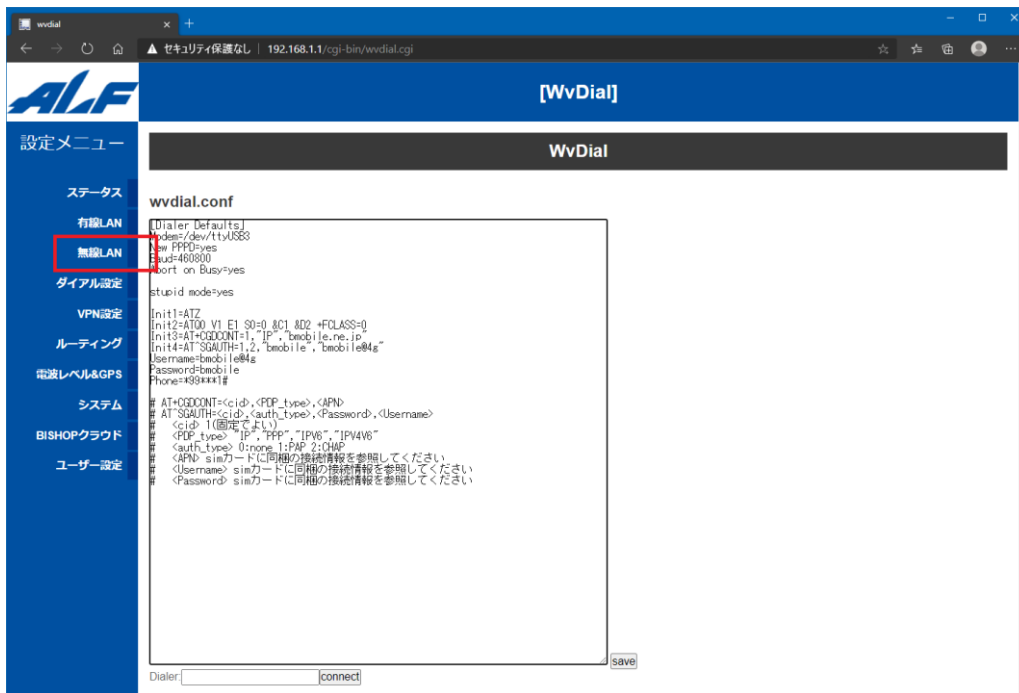 wvdial
セキュリティ保護なし | 192.168.1.1/cgi-bin/wvdial.cgi
ALF
[WvDial]
設定メニュー
WvDial
ステータス
有線LAN
無線LAN
ダイアル設定
VPN設定
ルーティング
電波レベル&GPS
システム
BISHOPクラウド
ユーザー設定
wvdial.conf
[Dialer Defaults]
Modem=/dev/ttyUSB3
New PPPD=yes
Baud=460800
Abort on Busy=yes
stupid mode=yes
Init1=ATZ
Init2=ATQ0 V1 E1 S0=0 &C1 &D2 +FCLASS=0
Init3=AT+CGDCONT=1,"IP","bmobile.ne.jp"
Init4=AT^SGAUTH=1,2,"bmobile","bmobile@4g"
Username=bmobile@4g
Password=bmobile
Phone=*99***1#
# AT+CGDCONT=<cid>,<PDP_type>,<APN>
# AT^SGAUTH=<cid>,<auth_type>,<Password>,<Username>
# <cid> 1(固定でよい)
# <PDP_type> "IP","PPP","IPV6","IPV4V6"
# <auth_type> 0:none 1:PAP 2:CHAP
# <APN> simカードに同梱の接続情報を参照してください
# <Username> simカードに同梱の接続情報を参照してください
# <Password> simカードに同梱の接続情報を参照してください
save
Dialer:
connect